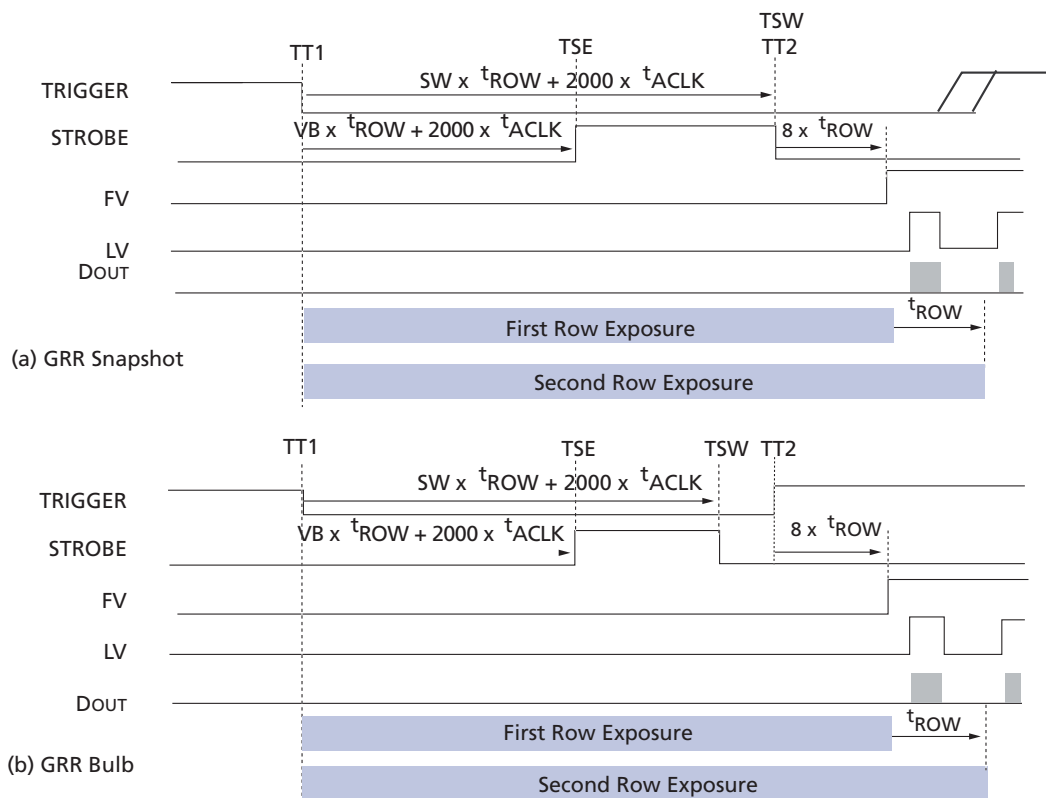 TSW
TT1 TSE TT2
SW x tROW + 2000 x tACLK
TRIGGER
VB x tROW + 2000 x tACLK 8 x tROW
STROBE
FV
LV
DOUT
tROW
First Row Exposure
(a) GRR Snapshot
Second Row Exposure
TT1 TSE TSW TT2
SW x tROW + 2000 x tACLK
TRIGGER
VB x tROW + 2000 x tACLK 8 x tROW
STROBE
FV
LV
DOUT
tROW
First Row Exposure
(b) GRR Bulb
Second Row Exposure